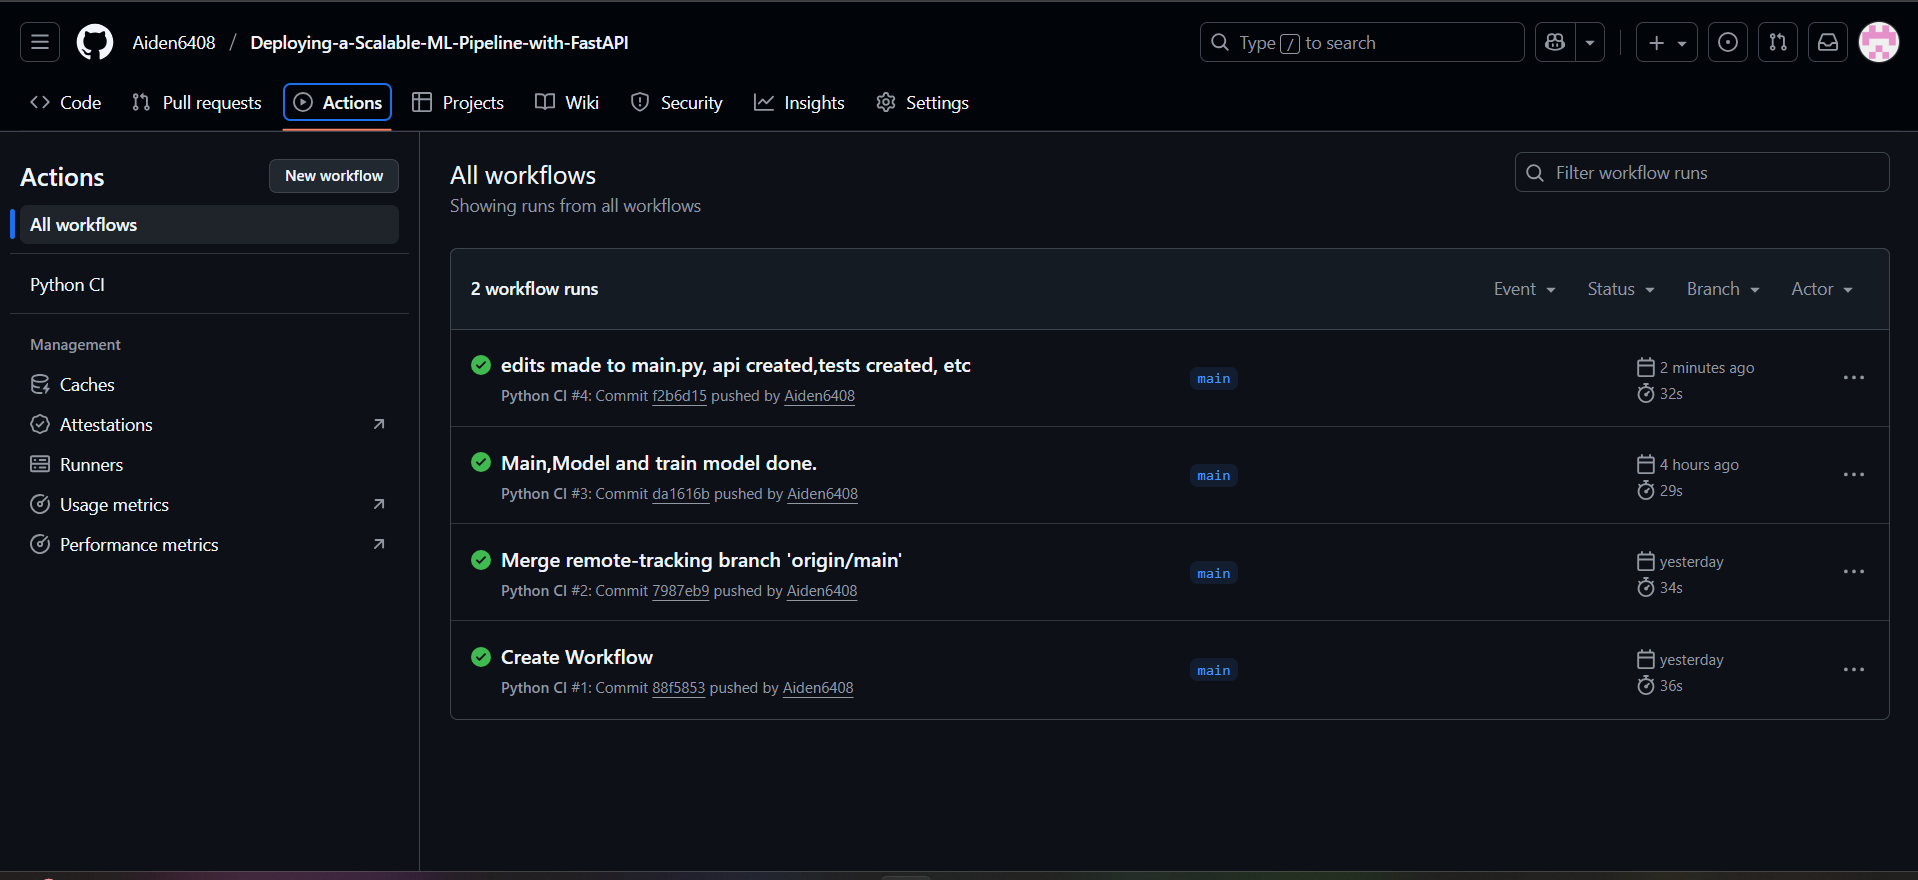 Aiden6408 / Deploying-a-Scalable-ML-Pipeline-with-FastAPI
Type / to search
Code Pull requests Actions Projects Wiki Security Insights Settings
Actions
New workflow
All workflows
Python CI
Management
Caches
Attestations
Runners
Usage metrics
Performance metrics
All workflows
Showing runs from all workflows
Filter workflow runs
2 workflow runs
Event Status Branch Actor
edits made to main.py, api created,tests created, etc
Python CI #4: Commit f2b6d15 pushed by Aiden6408
main
2 minutes ago
32s
Main,Model and train model done.
Python CI #3: Commit da1616b pushed by Aiden6408
main
4 hours ago
29s
Merge remote-tracking branch 'origin/main'
Python CI #2: Commit 7987eb9 pushed by Aiden6408
main
yesterday
34s
Create Workflow
Python CI #1: Commit 88f5853 pushed by Aiden6408
main
yesterday
36s